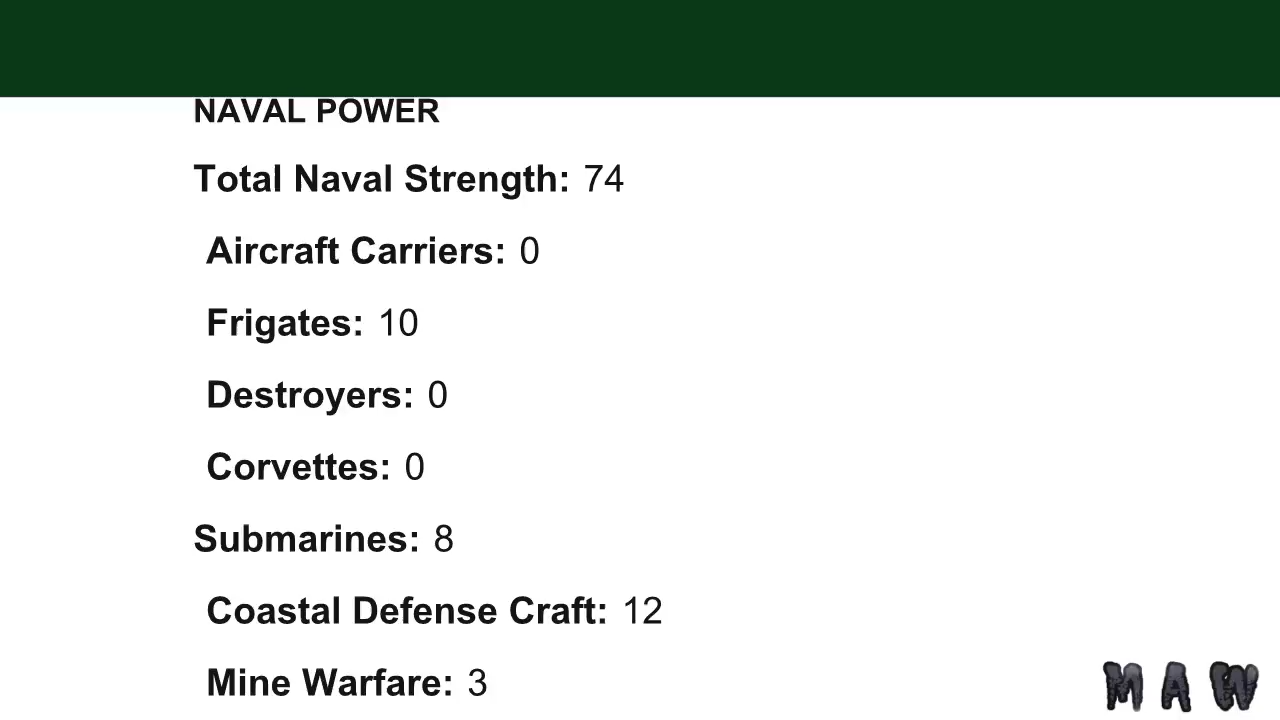 NAVAL POWER
Total Naval Strength: 74
Aircraft Carriers: 0
Frigates: 10
Destroyers: 0
Corvettes: 0
Submarines: 8
Coastal Defense Craft: 12
Mine Warfare: 3
MAW